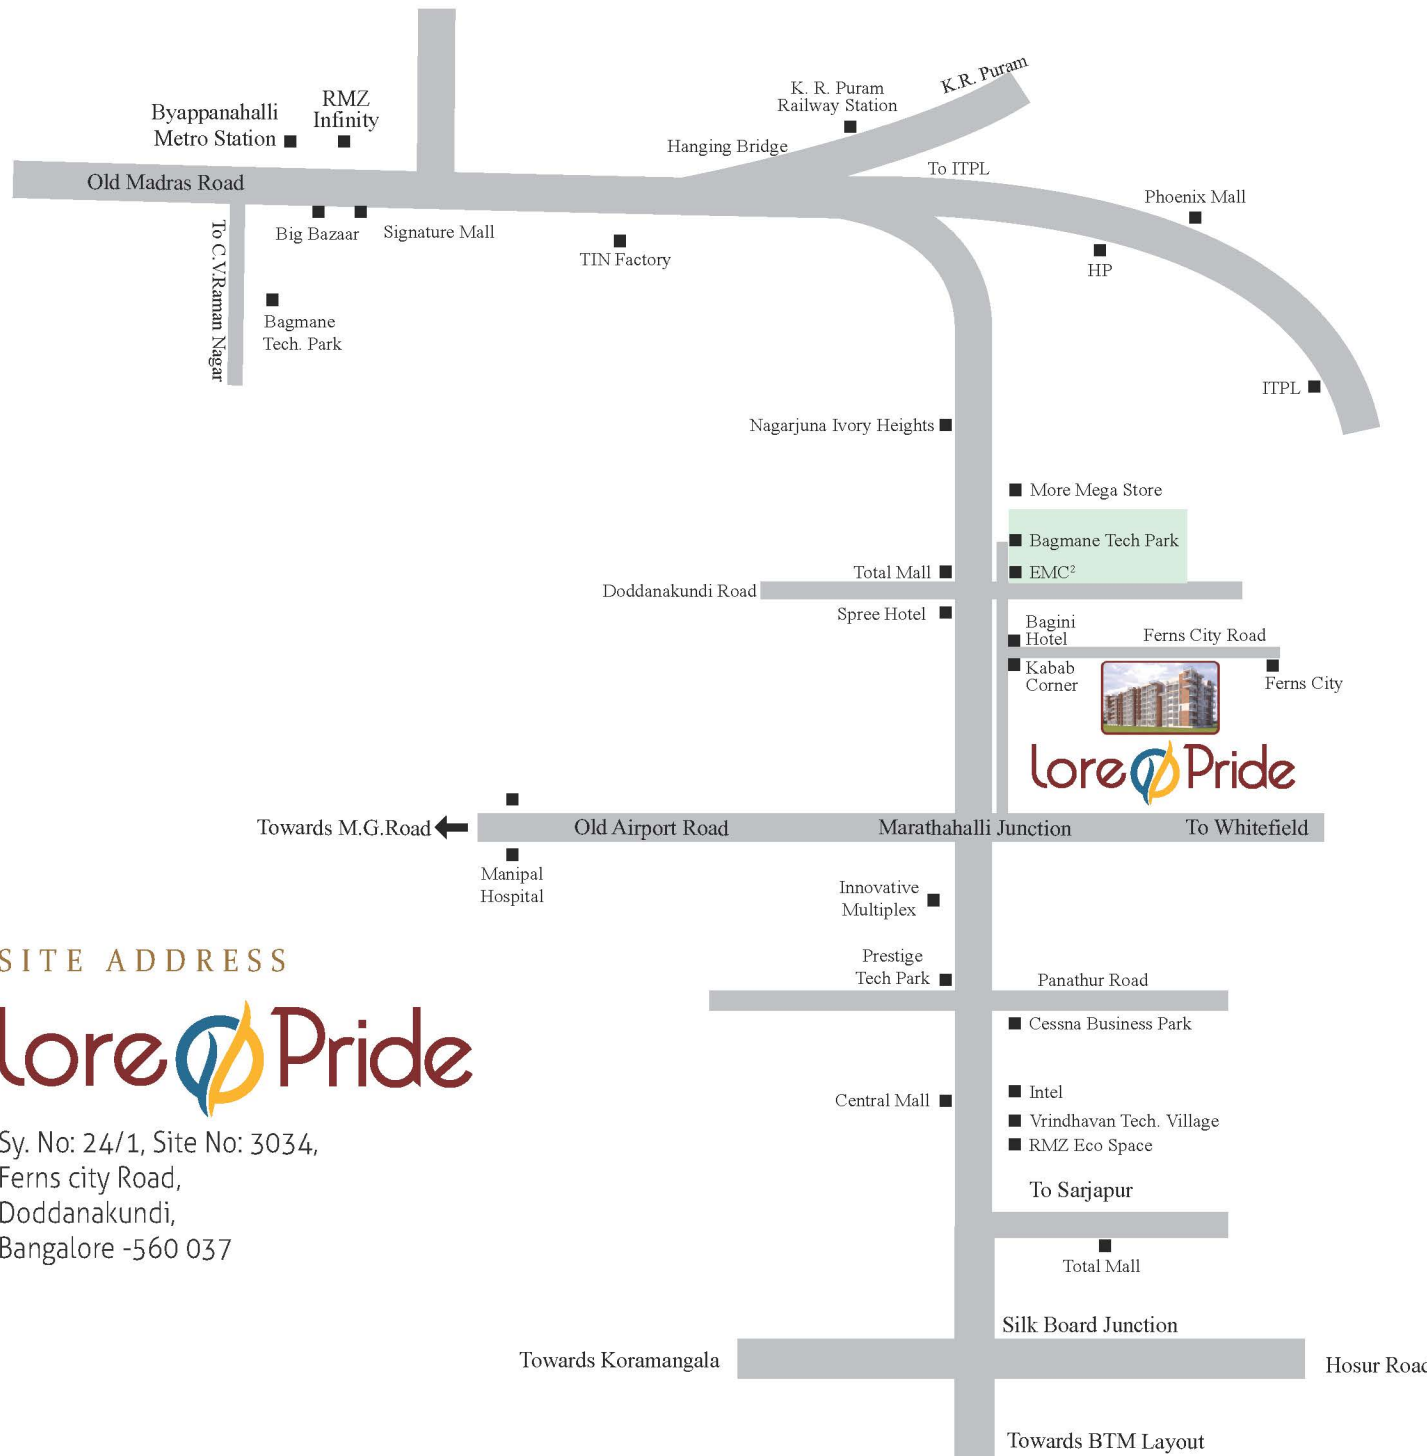 K.R. Puram
K. R. Puram
Railway Station
RMZ
Infinity
Byappanahalli
Metro Station
Hanging Bridge
To ITPL
Old Madras Road
Phoenix Mall
To C.V.Raman Nagar
Big Bazaar
Signature Mall
TIN Factory
HP
Bagmane
Tech. Park
ITPL
Nagarjuna Ivory Heights
More Mega Store
Bagmane Tech Park
Total Mall
EMC²
Doddanakundi Road
Spree Hotel
Bagini
Hotel
Ferns City Road
Kabab
Corner
Ferns City
Lore Pride
Towards M.G.Road
Old Airport Road
Marathahalli Junction
To Whitefield
Manipal
Hospital
Innovative
Multiplex
Prestige
Tech Park
Panathur Road
Cessna Business Park
Central Mall
Intel
Vrindhavan Tech. Village
RMZ Eco Space
To Sarjapur
Total Mall
Silk Board Junction
Towards Koramangala
Hosur Road
Towards BTM Layout
SITE ADDRESS
Lore Pride
Sy. No: 24/1, Site No: 3034,
Ferns city Road,
Doddanakundi,
Bangalore -560 037